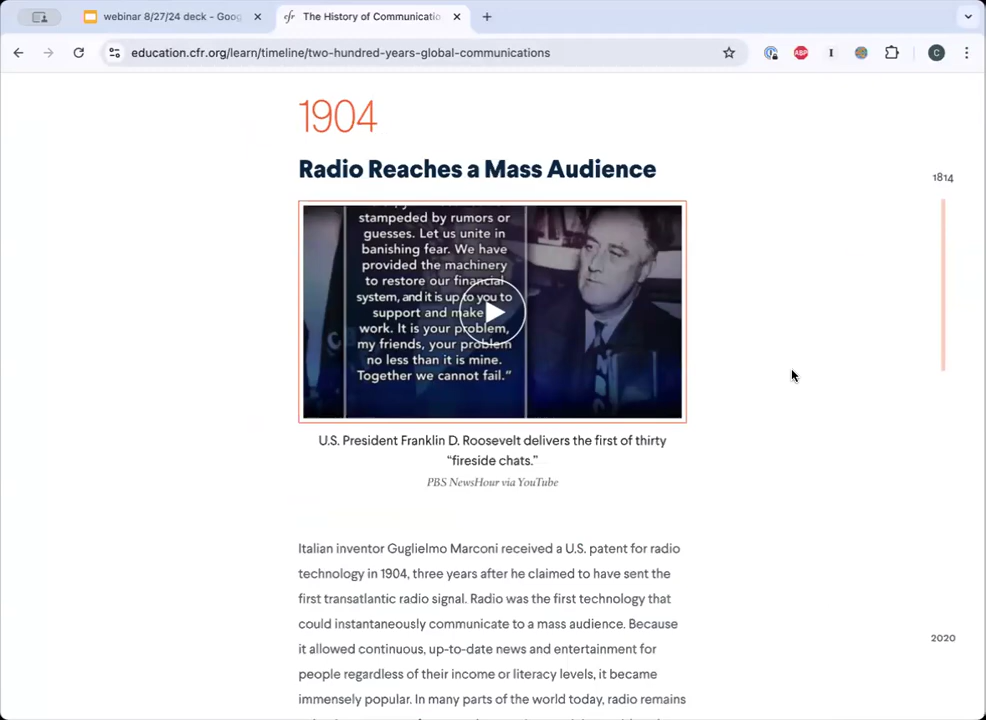 webinar 8/27/24 deck - Goog
The History of Communicatio
education.cfr.org/learn/timeline/two-hundred-years-global-communications
ABP
C
1904
Radio Reaches a Mass Audience
1814
stampeded by rumors or
guesses. Let us unite in
banishing fear. We have
provided the machinery
to restore our financial
system, and it is up to you to
support and make
work. It is your problem,
my friends, your problem
no less than it is mine.
Together we cannot fail."
U.S. President Franklin D. Roosevelt delivers the first of thirty
“fireside chats.”
PBS NewsHour via YouTube
Italian inventor Guglielmo Marconi received a U.S. patent for radio
technology in 1904, three years after he claimed to have sent the
first transatlantic radio signal. Radio was the first technology that
could instantaneously communicate to a mass audience. Because
it allowed continuous, up-to-date news and entertainment for
2020
people regardless of their income or literacy levels, it became
immensely popular. In many parts of the world today, radio remains